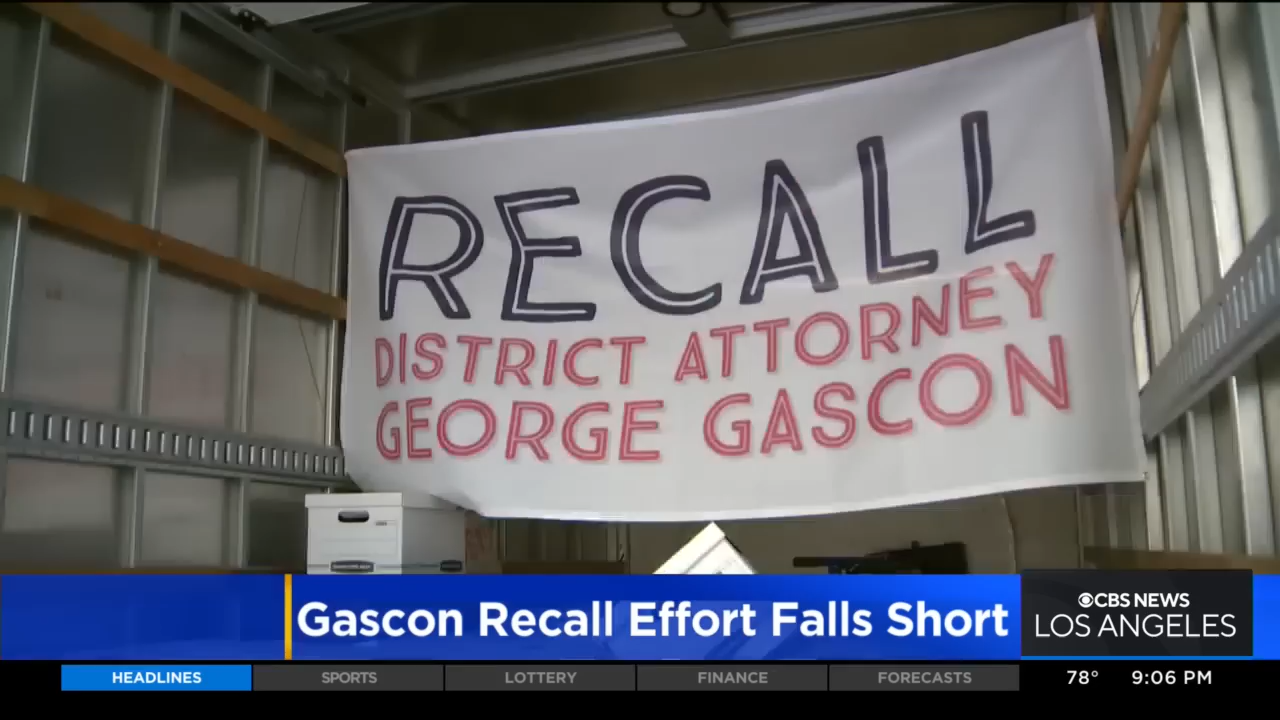 RECALL
DISTRICT ATTORNEY
GEORGE GASCON
Gascon Recall Effort Falls Short
CBS NEWS
LOS ANGELES
HEADLINES
SPORTS
LOTTERY
FINANCE
FORECASTS
78°
9:06 PM